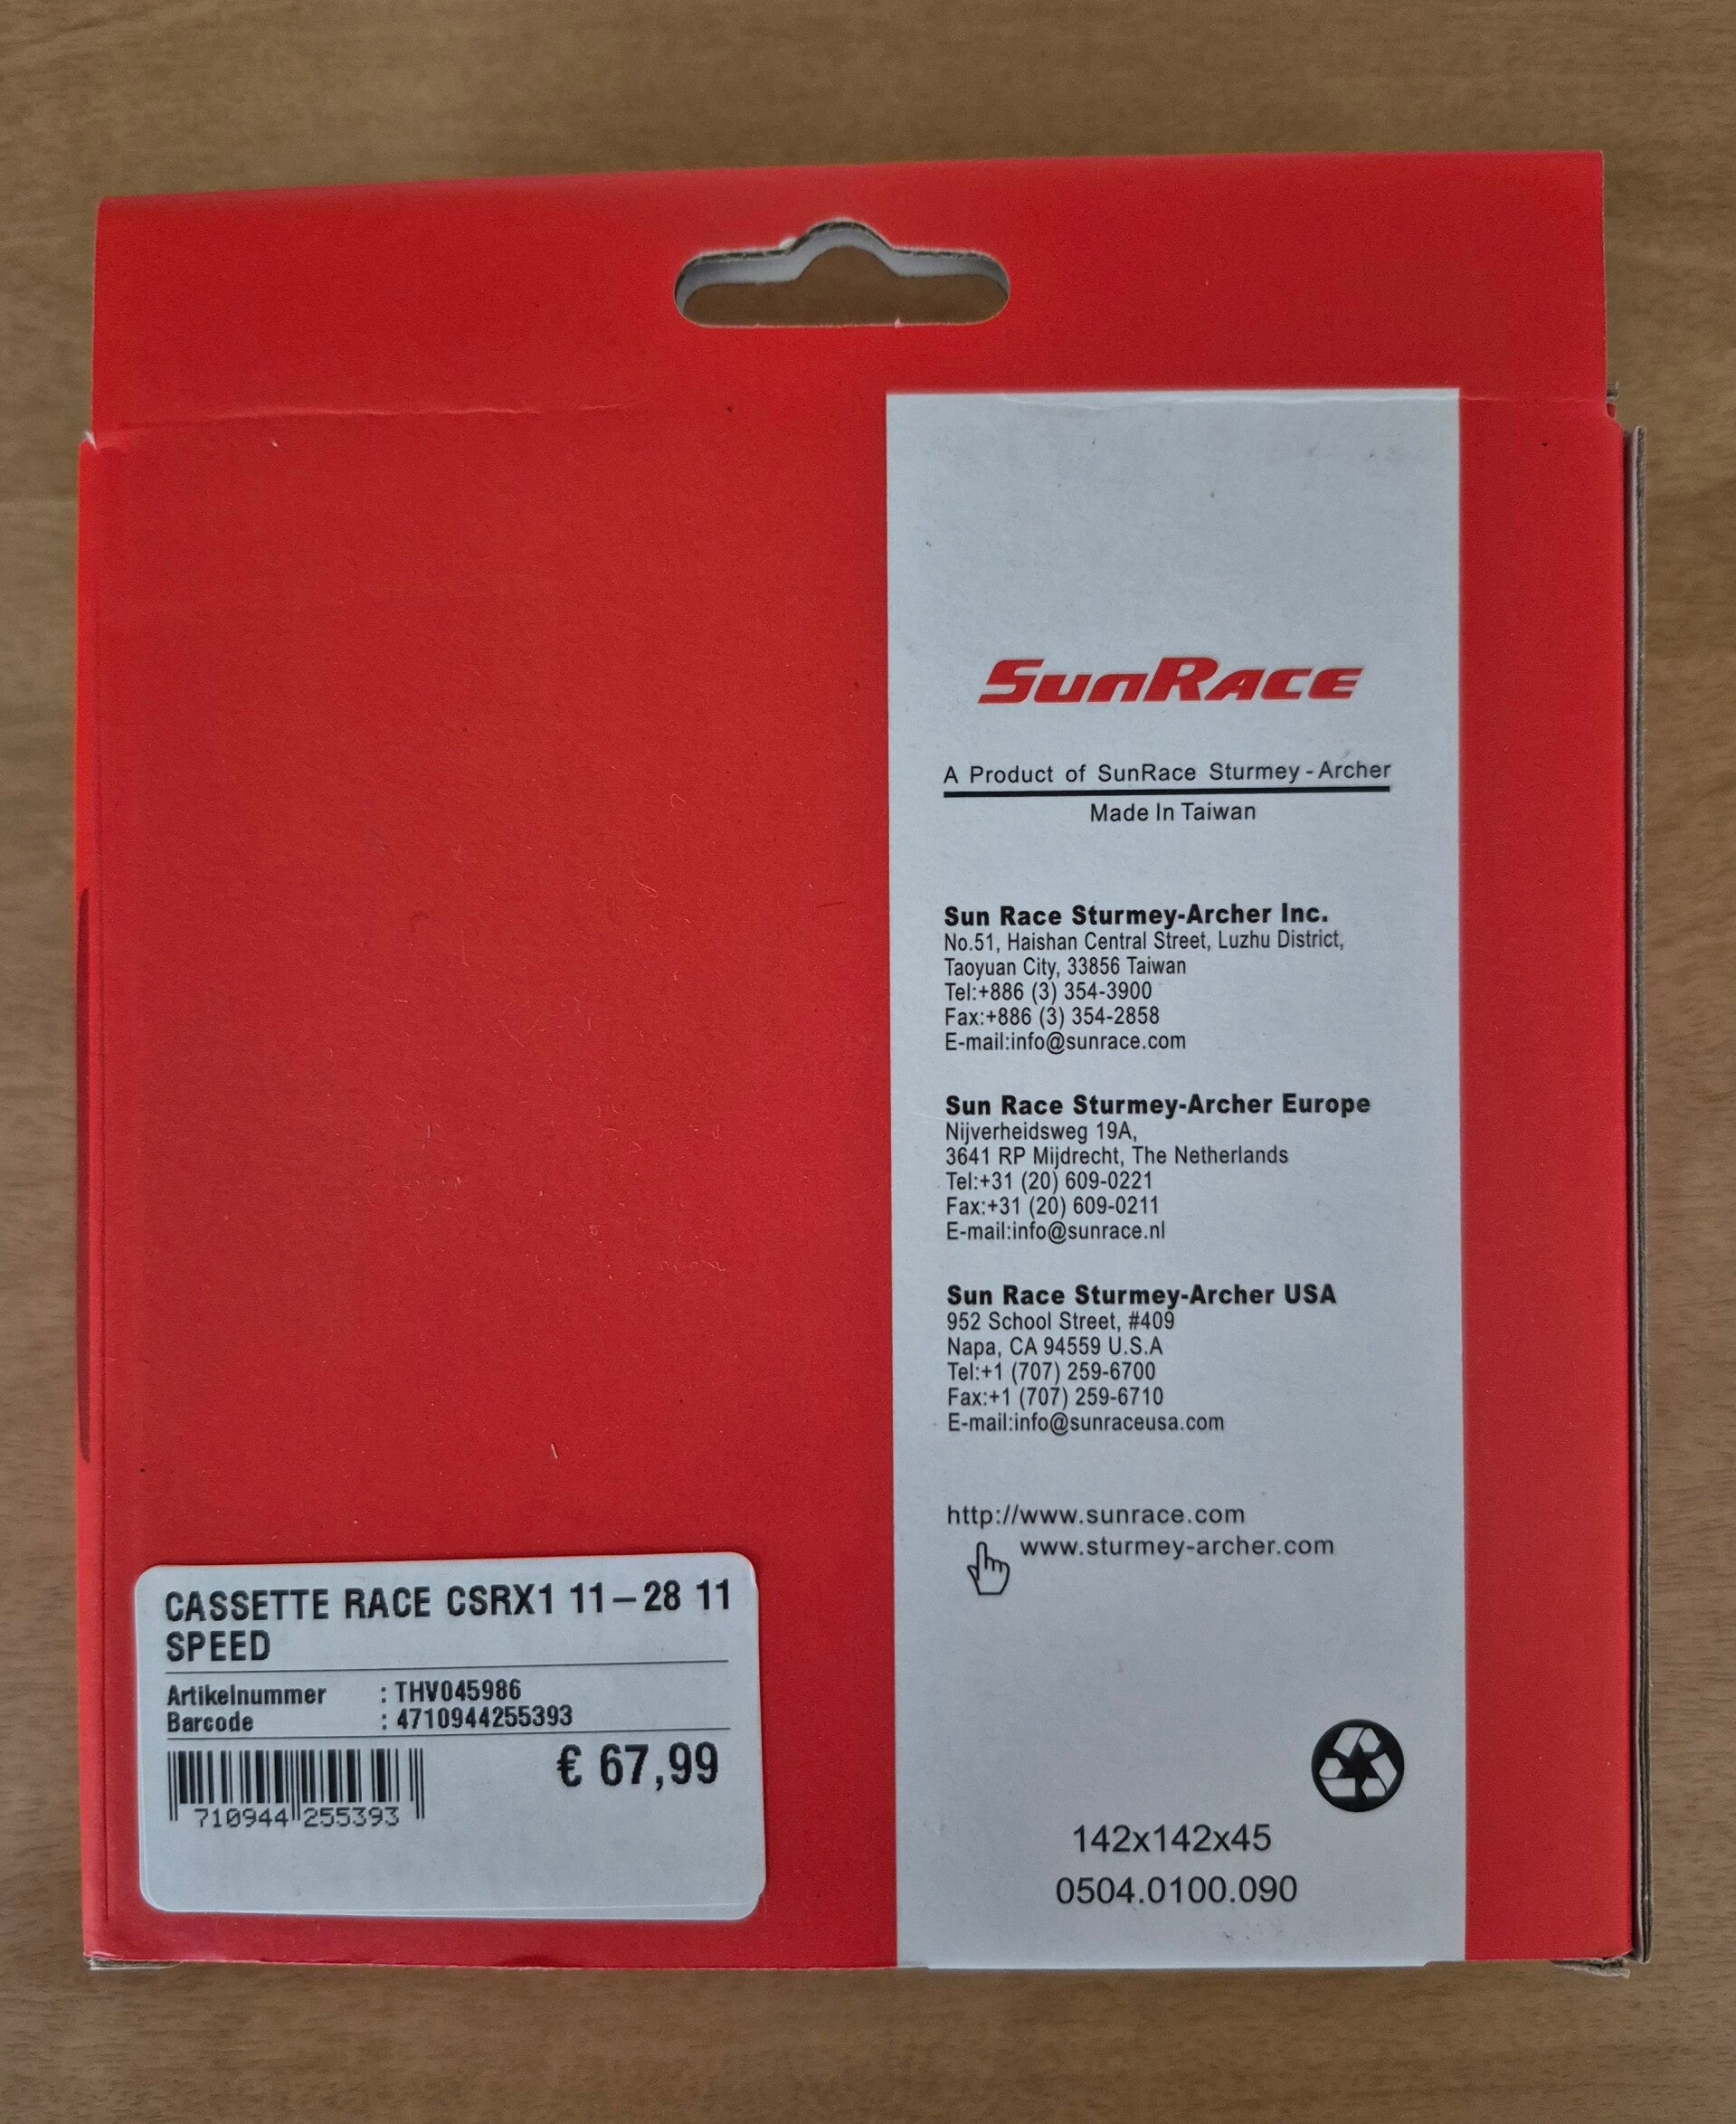 SunRace
A Product of SunRace Sturmey-Archer
Made In Taiwan
Sun Race Sturmey-Archer Inc.
No.51, Haishan Central Street, Luzhu District,
Taoyuan City, 33856 Taiwan
Tel:+886 (3) 354-3900
Fax:+886 (3) 354-2858
E-mail:info@sunrace.com
Sun Race Sturmey-Archer Europe
Nijverheidsweg 19A,
3641 RP Mijdrecht, The Netherlands
Tel:+31 (20) 609-0221
Fax:+31 (20) 609-0211
E-mail:info@sunrace.nl
Sun Race Sturmey-Archer USA
952 School Street, #409
Napa, CA 94559 U.S.A
Tel:+1 (707) 259-6700
Fax:+1 (707) 259-6710
E-mail:info@sunraceusa.com
http://www.sunrace.com
www.sturmey-archer.com
142x142x45
0504.0100.090
CASSETTE RACE CSRX1 11-28 11
SPEED
Artikelnummer : THV045986
Barcode : 4710944255393
€ 67,99
710944 255393